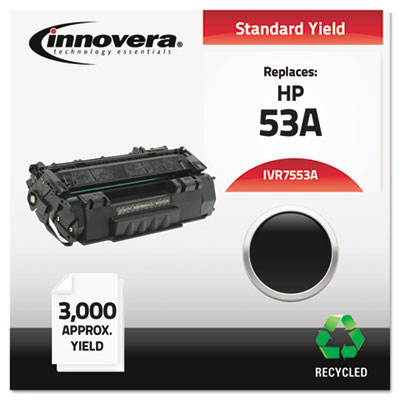 innovera
technology essentials
Standard Yield
Replaces:
HP
53A
IVR7553A
3,000
APPROX.
YIELD
RECYCLED